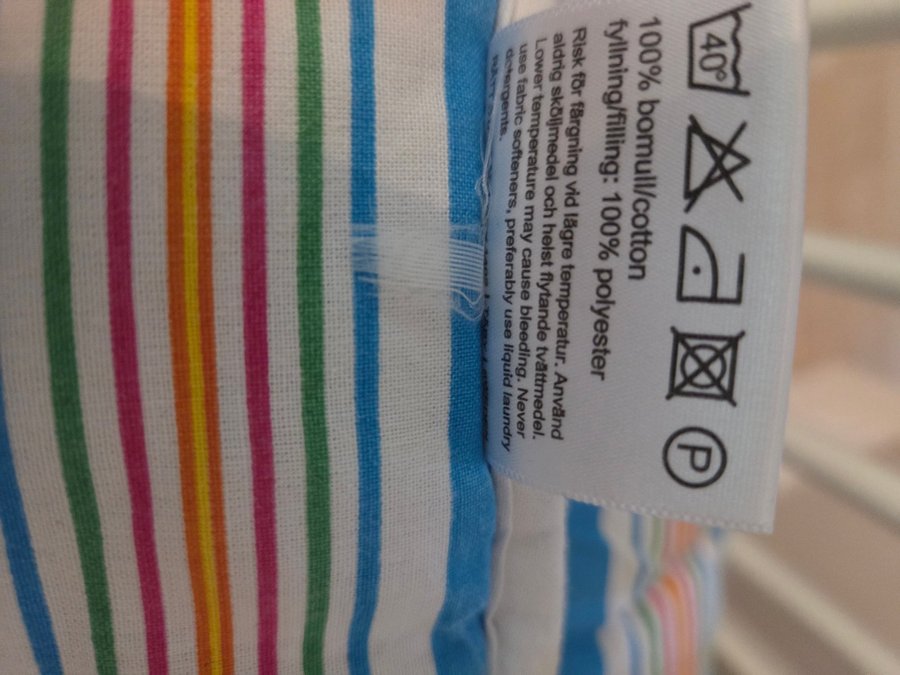 40°
P
100% bomull/cotton
fyllning/filling: 100% polyester
Risk för färgning vid lägre temperatur. Använd
aldrig sköljmedel och helst flytande tvättmedel.
Lower temperature may cause bleeding. Never
use fabric softeners, preferably use liquid laundry
detergents.